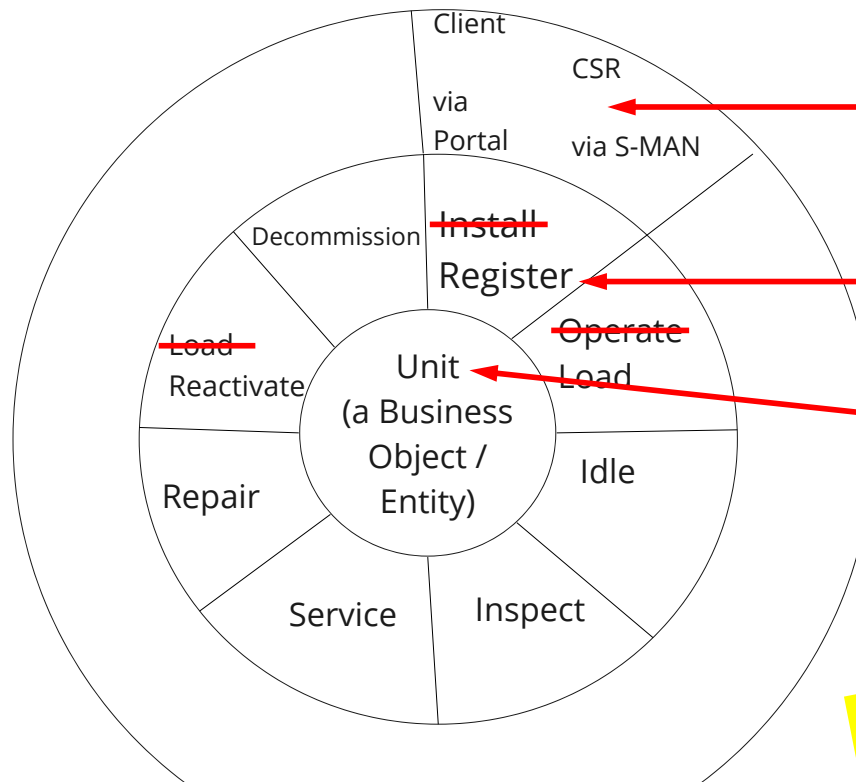 Client
CSR
via
Portal
via S-MAN
Install
Decommission
Register
Operate
Load
Load
Reactivate
Unit
(a Business
Object /
Entity)
Idle
Repair
Service
Inspect